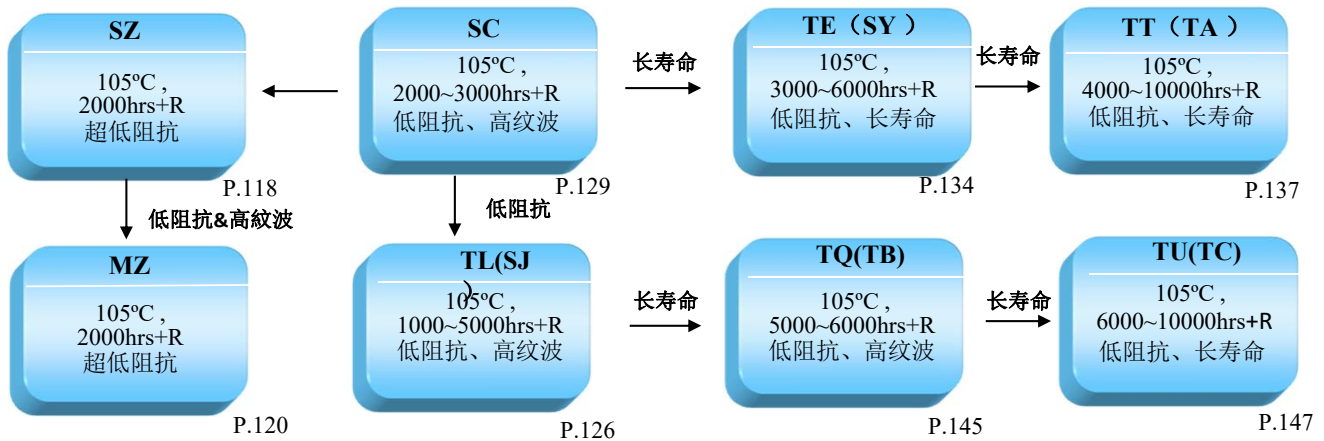 SZ
105ºC ,
2000hrs+R
超低阻抗
P.118
SC
105ºC ,
2000~3000hrs+R
低阻抗、高纹波
P.129
长寿命
TE（SY ）
105ºC ,
3000~6000hrs+R
低阻抗、长寿命
P.134
长寿命
TT（TA ）
105ºC ,
4000~10000hrs+R
低阻抗、长寿命
P.137
低阻抗&高紋波
低阻抗
MZ
105ºC ,
2000hrs+R
超低阻抗
P.120
TL(SJ
)
105ºC ,
1000~5000hrs+R
低阻抗、高纹波
P.126
长寿命
TQ(TB)
105ºC ,
5000~6000hrs+R
低阻抗、高纹波
P.145
长寿命
TU(TC)
105ºC ,
6000~10000hrs+R
低阻抗、长寿命
P.147